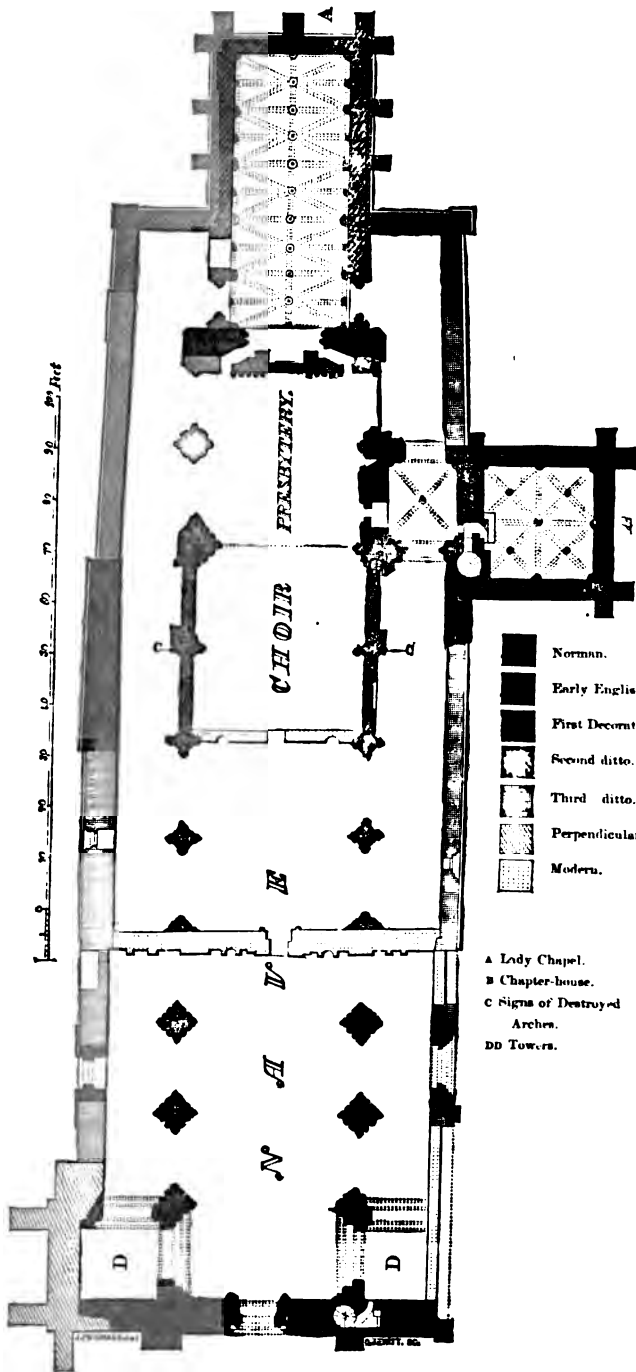 A
PRESBYTERY.
CHOIR
C
NAVE
D
D
Feet
Norman.
Early Englis
First Decorat
Second ditto.
Third ditto.
Perpendicula
Modern.
A Lady Chapel.
B Chapter-house.
C Signs of Destroyed
Arches.
DD Towers.